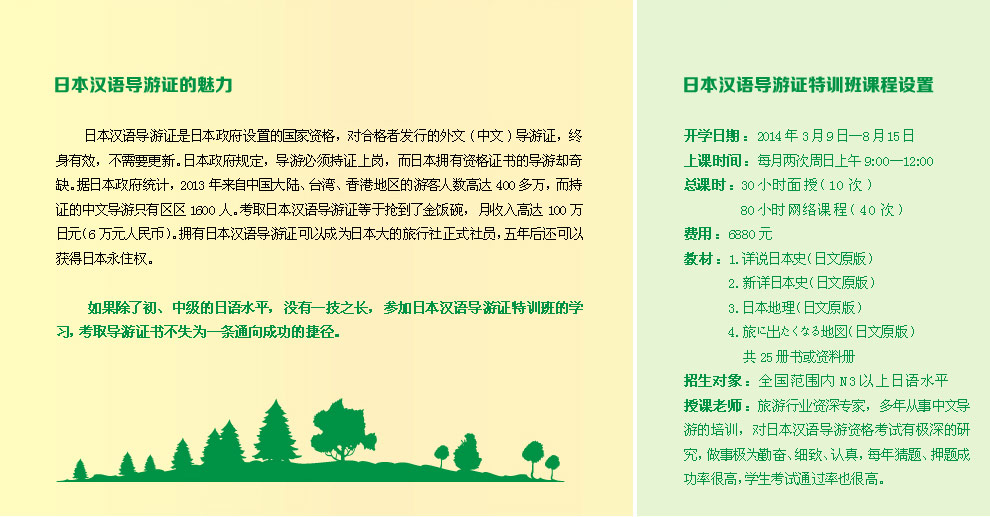 日本汉语导游证的魅力
日本汉语导游证是日本政府设置的国家资格，对合格者发行的外文（中文）导游证，终
身有效，不需要更新。日本政府规定，导游必须持证上岗，而日本拥有资格证书的导游却奇
缺。据日本政府统计，2013 年来自中国大陆、台湾、香港地区的游客人数高达 400 多万，而持
证的中文导游只有区区 1600 人。考取日本汉语导游证等于抢到了金饭碗，月收入高达 100 万
日元（6 万元人民币）。拥有日本汉语导游证可以成为日本大的旅行社正式社员，五年后还可以
获得日本永住权。
如果除了初、中级的日语水平，没有一技之长，参加日本汉语导游证特训班的学
习，考取导游证书不失为一条通向成功的捷径。
日本汉语导游证特训班课程设置
开学日期：2014 年 3 月 9 日—8 月 15 日
上课时间：每月两次周日上午 9:00—12:00
总课时：30 小时面授（10 次）
80 小时网络课程（40 次）
费用：6880 元
教材：1. 详说日本史（日文原版）
2. 新详日本史（日文原版）
3. 日本地理（日文原版）
4. 旅に出たくなる地图（日文原版）
共 25 册书或资料册
招生对象：全国范围内 N3 以上日语水平
授课老师：旅游行业资深专家，多年从事中文导
游的培训，对日本汉语导游资格考试有极深的研
究，做事极为勤奋、细致、认真，每年猜题、押题成
功率很高，学生考试通过率也很高。